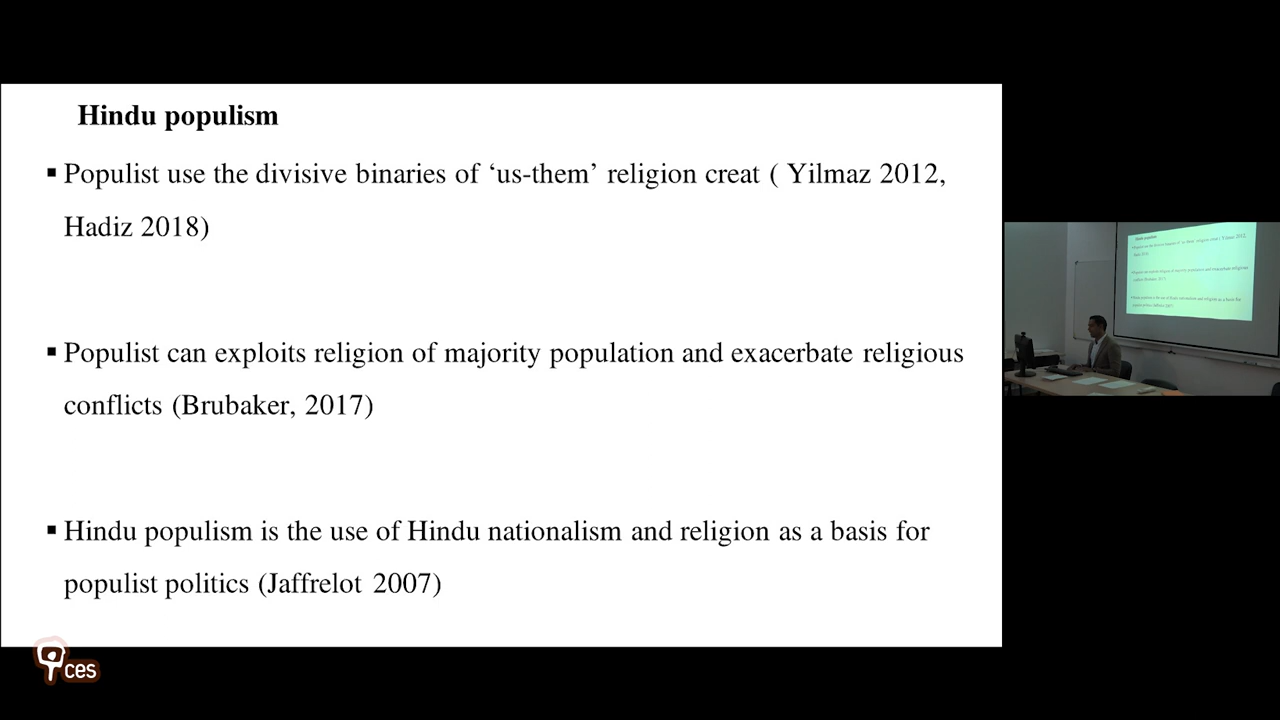 Hindu populism
▪ Populist use the divisive binaries of ‘us-them’ religion creat ( Yilmaz 2012,
Hadiz 2018)
▪ Populist can exploits religion of majority population and exacerbate religious
conflicts (Brubaker, 2017)
▪ Hindu populism is the use of Hindu nationalism and religion as a basis for
populist politics (Jaffrelot 2007)
ces